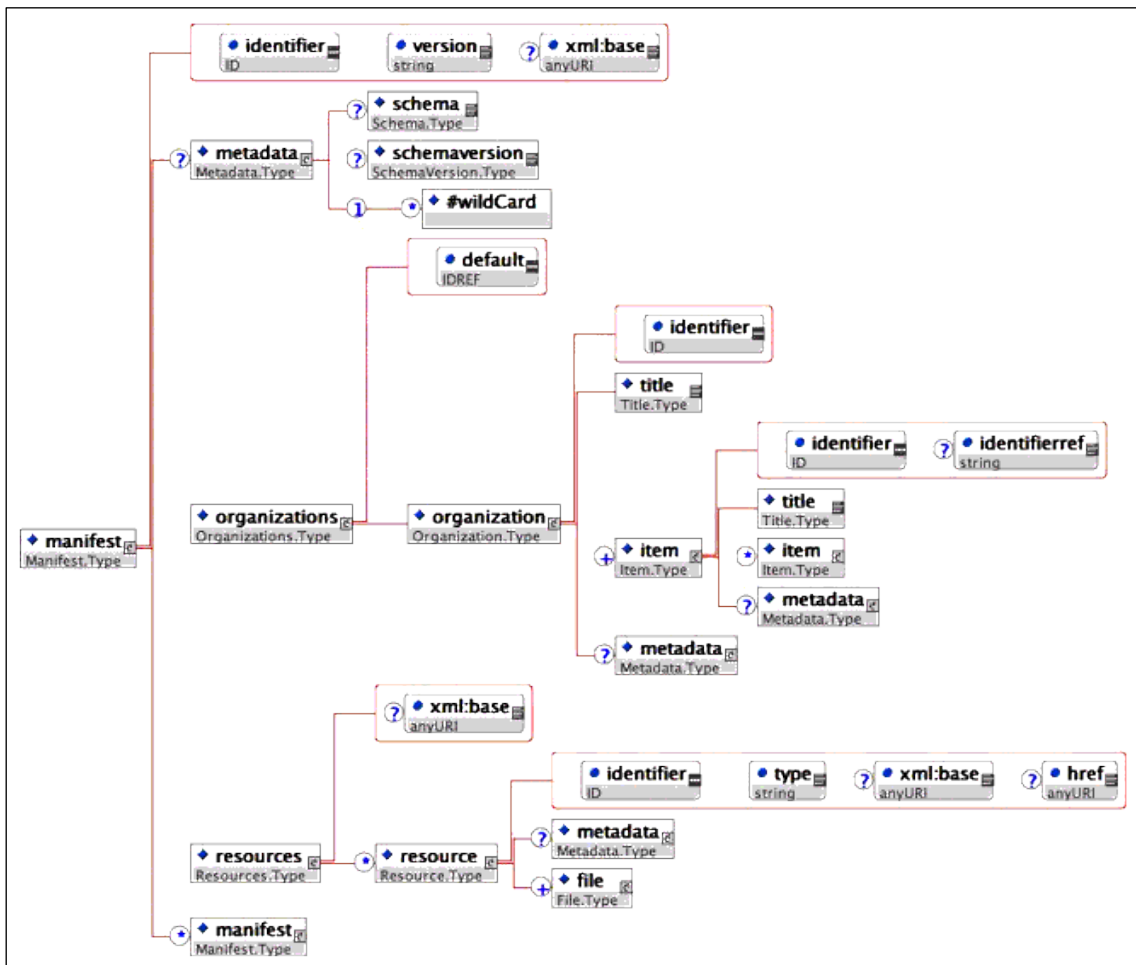 identifier
ID
version
string
?
xml:base
anyURI
?
schema
Schema.Type
?
metadata
Metadata.Type
?
schemaversion
SchemaVersion.Type
1
*
#wildCard
default
IDREF
identifier
ID
title
Title.Type
identifier
ID
?
identifierref
string
organizations
Organizations.Type
organization
Organization.Type
title
Title.Type
manifest
Manifest.Type
+
item
Item.Type
*
item
Item.Type
?
metadata
Metadata.Type
?
metadata
Metadata.Type
?
xml:base
anyURI
identifier
ID
type
string
?
xml:base
anyURI
?
href
anyURI
?
metadata
Metadata.Type
resources
Resources.Type
*
resource
Resource.Type
+
file
File.Type
*
manifest
Manifest.Type